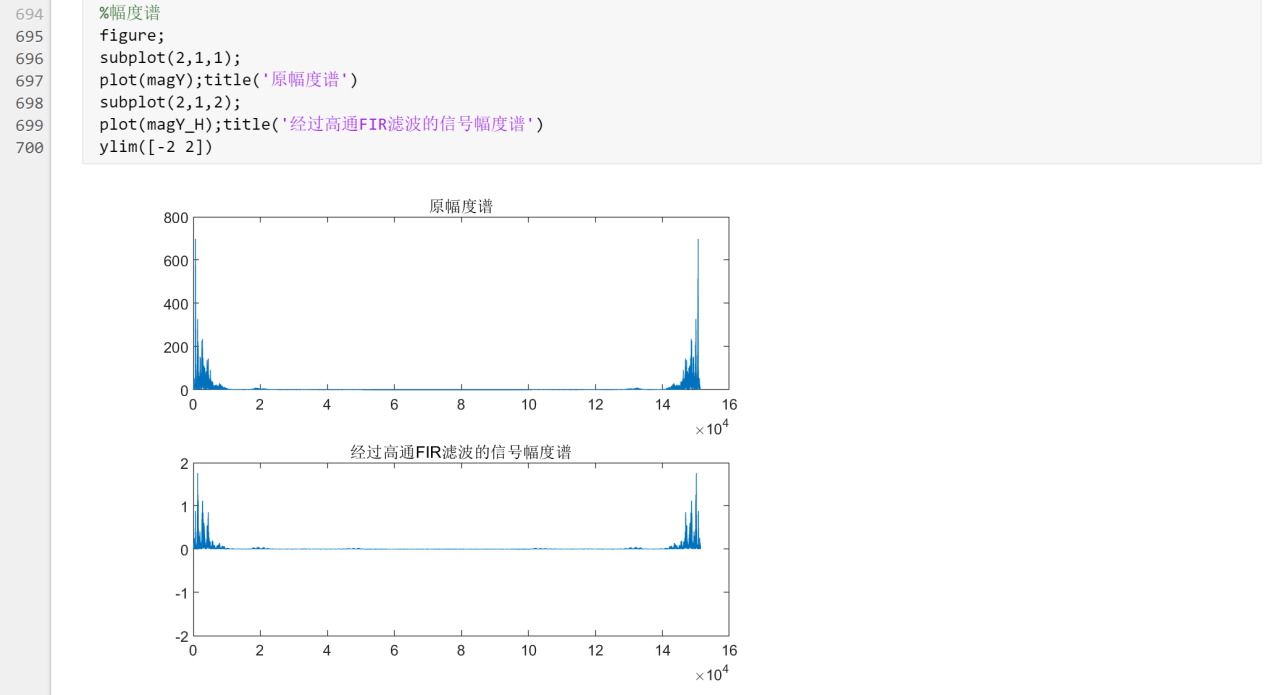 694 %幅度谱
695 figure;
696 subplot(2,1,1);
697 plot(magY);title('原幅度谱')
698 subplot(2,1,2);
699 plot(magY_H);title('经过高通FIR滤波的信号幅度谱')
700 ylim([-2 2])
原幅度谱
800
600
400
200
0
0 2 4 6 8 10 12 14 16
×10⁴
经过高通FIR滤波的信号幅度谱
2
1
0
-1
-2
0 2 4 6 8 10 12 14 16
×10⁴